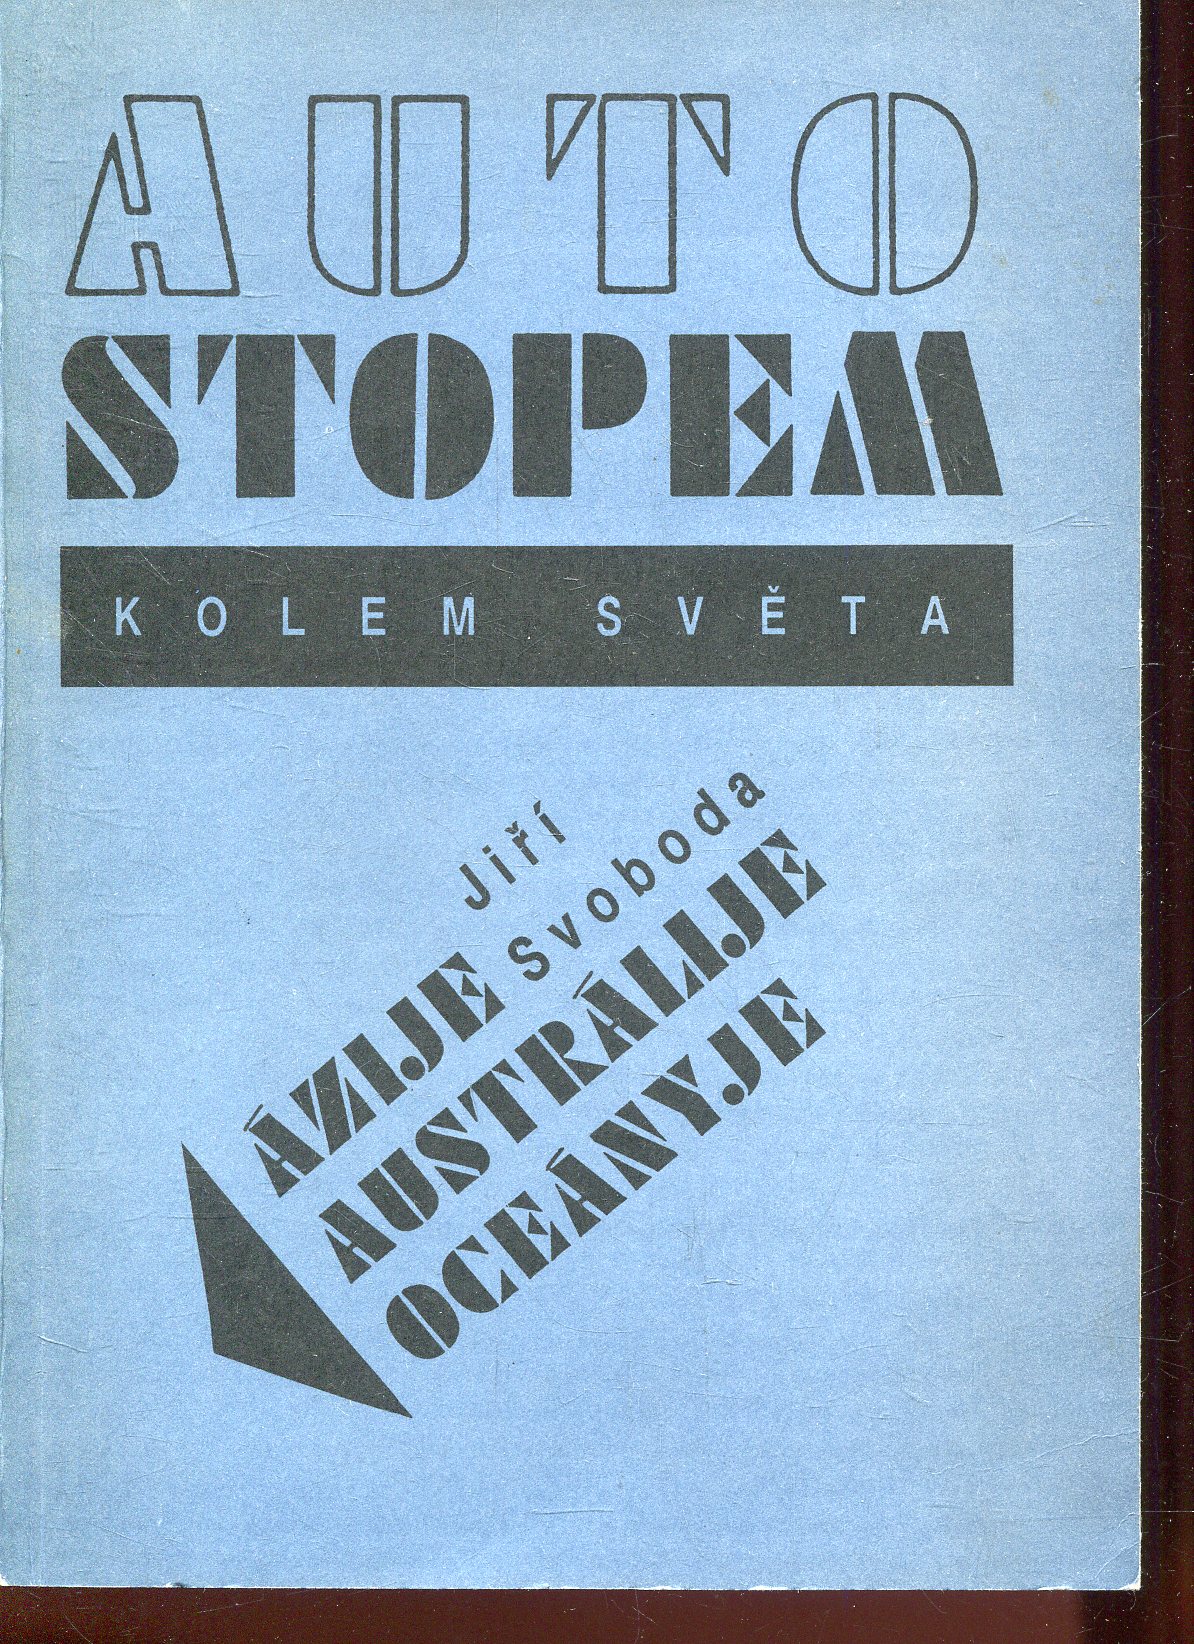 AUTO
STOPEM
KOLEM SVĚTA
Jiří
Svoboda
ÁZIJE
AUSTRÁLIJE
OCEÁNYJE